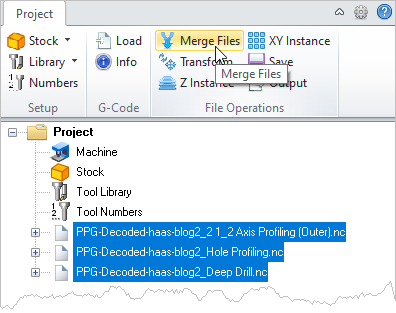 Project
Stock
Library
Numbers
Setup
Load
Info
G-Code
Merge Files
Transform
Z Instance
XY Instance
Save
Output
File Operations
Merge Files
Project
Machine
Stock
Tool Library
12 Tool Numbers
PPG-Decoded-haas-blog2_2 1_2 Axis Profiling (Outer).nc
PPG-Decoded-haas-blog2_Hole Profiling.nc
PPG-Decoded-haas-blog2_Deep Drill.nc